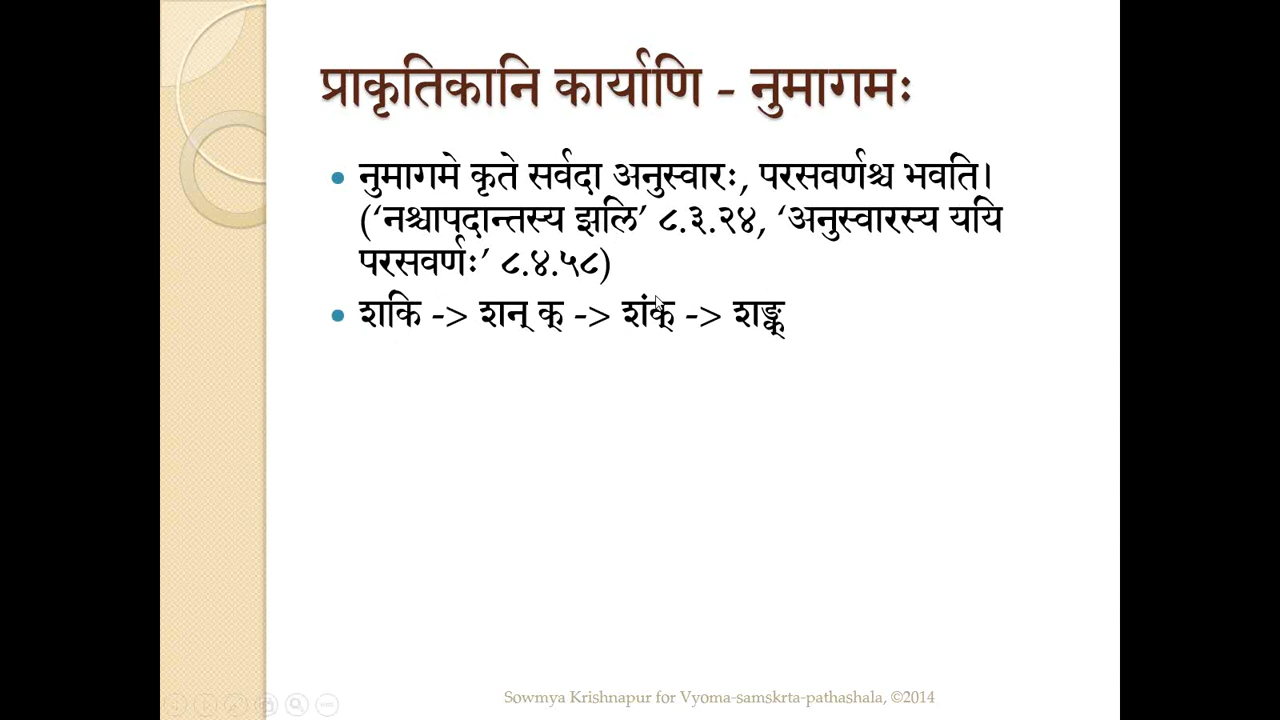 प्राकृतिकानि कार्याणि - नुमागमः
नुमागमे कृते सर्वदा अनुस्वारः, परसवर्णश्च भवति।
('नश्चापदान्तस्य झलि' ८.३.२४, 'अनुस्वारस्य ययि
परसवर्णः' ८.४.५८)
शकि -> शन् क् -> शंक् -> शङ्क्
Sowmya Krishnapur for Vyoma-samskrta-pathashala, ©2014